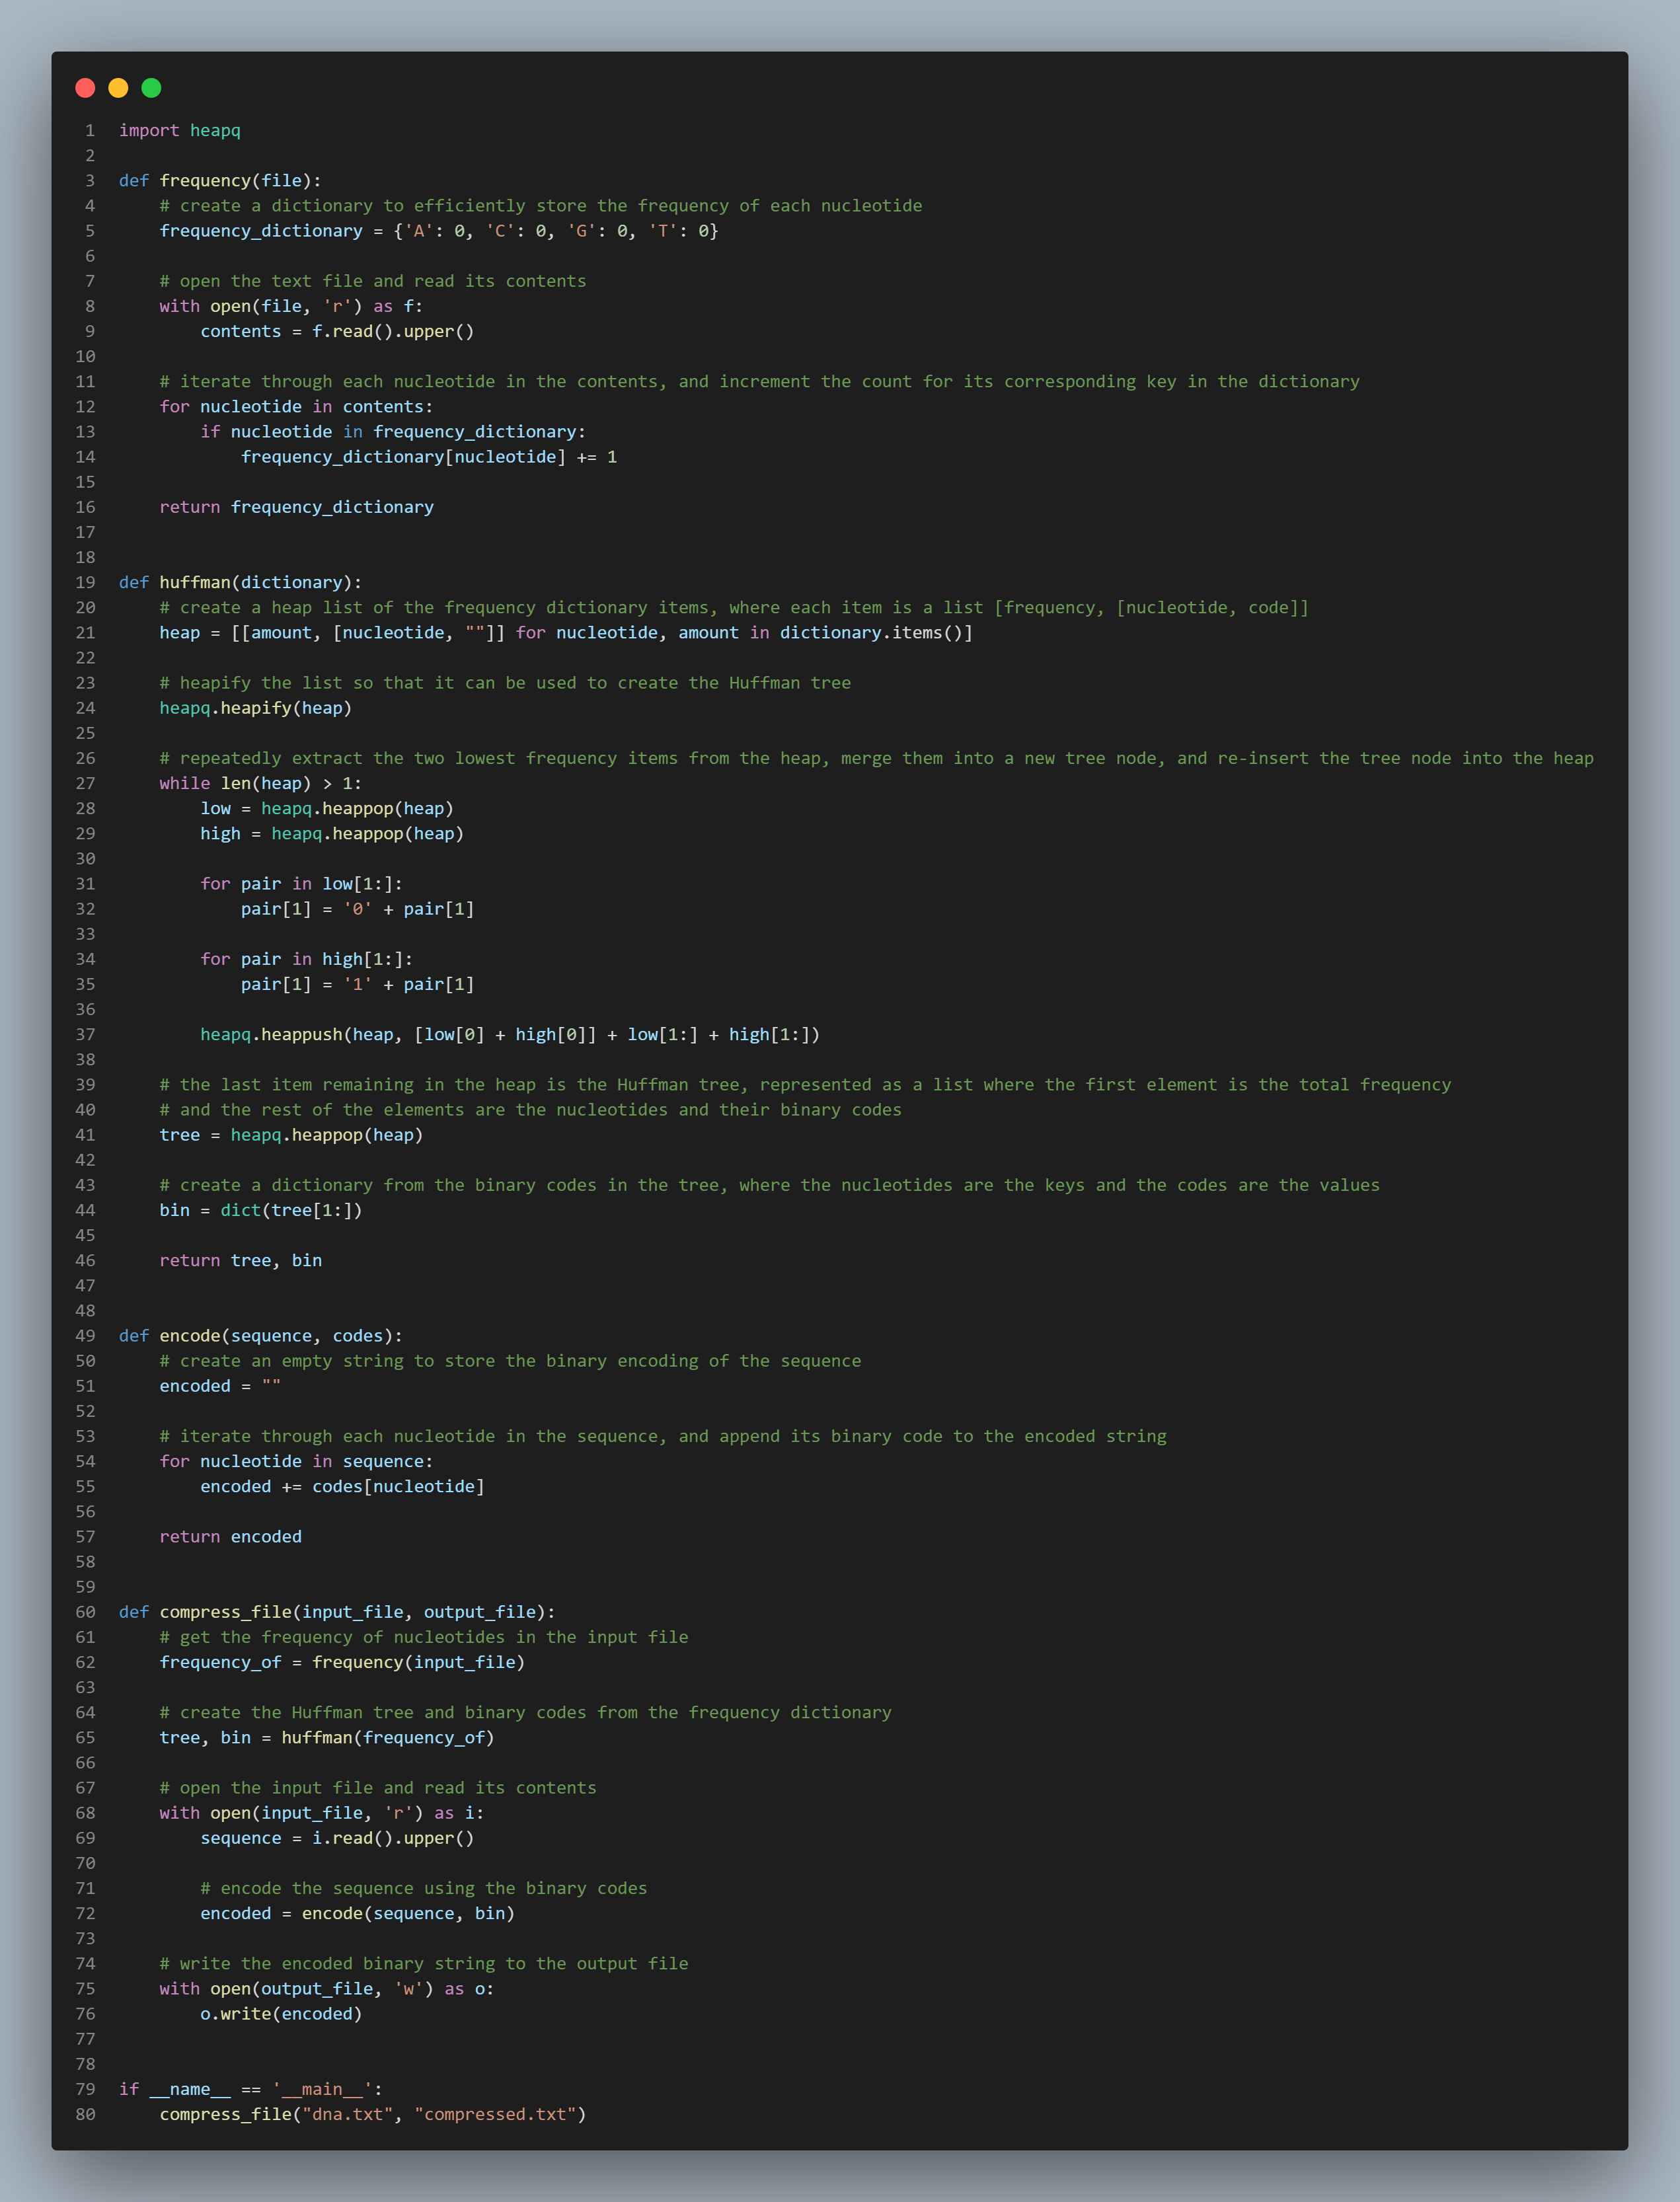 1 import heapq
2
3 def frequency(file):
4     # create a dictionary to efficiently store the frequency of each nucleotide
5     frequency_dictionary = {'A': 0, 'C': 0, 'G': 0, 'T': 0}
6
7     # open the text file and read its contents
8     with open(file, 'r') as f:
9         contents = f.read().upper()
10
11     # iterate through each nucleotide in the contents, and increment the count for its corresponding key in the dictionary
12     for nucleotide in contents:
13         if nucleotide in frequency_dictionary:
14             frequency_dictionary[nucleotide] += 1
15
16     return frequency_dictionary
17
18
19 def huffman(dictionary):
20     # create a heap list of the frequency dictionary items, where each item is a list [frequency, [nucleotide, code]]
21     heap = [[amount, [nucleotide, ""]] for nucleotide, amount in dictionary.items()]
22
23     # heapify the list so that it can be used to create the Huffman tree
24     heapq.heapify(heap)
25
26     # repeatedly extract the two lowest frequency items from the heap, merge them into a new tree node, and re-insert the tree node into the heap
27     while len(heap) > 1:
28         low = heapq.heappop(heap)
29         high = heapq.heappop(heap)
30
31         for pair in low[1:]:
32             pair[1] = '0' + pair[1]
33
34         for pair in high[1:]:
35             pair[1] = '1' + pair[1]
36
37         heapq.heappush(heap, [low[0] + high[0]] + low[1:] + high[1:])
38
39     # the last item remaining in the heap is the Huffman tree, represented as a list where the first element is the total frequency
40     # and the rest of the elements are the nucleotides and their binary codes
41     tree = heapq.heappop(heap)
42
43     # create a dictionary from the binary codes in the tree, where the nucleotides are the keys and the codes are the values
44     bin = dict(tree[1:])
45
46     return tree, bin
47
48
49 def encode(sequence, codes):
50     # create an empty string to store the binary encoding of the sequence
51     encoded = ""
52
53     # iterate through each nucleotide in the sequence, and append its binary code to the encoded string
54     for nucleotide in sequence:
55         encoded += codes[nucleotide]
56
57     return encoded
58
59
60 def compress_file(input_file, output_file):
61     # get the frequency of nucleotides in the input file
62     frequency_of = frequency(input_file)
63
64     # create the Huffman tree and binary codes from the frequency dictionary
65     tree, bin = huffman(frequency_of)
66
67     # open the input file and read its contents
68     with open(input_file, 'r') as i:
69         sequence = i.read().upper()
70
71         # encode the sequence using the binary codes
72         encoded = encode(sequence, bin)
73
74     # write the encoded binary string to the output file
75     with open(output_file, 'w') as o:
76         o.write(encoded)
77
78
79 if __name__ == '__main__':
80     compress_file("dna.txt", "compressed.txt")